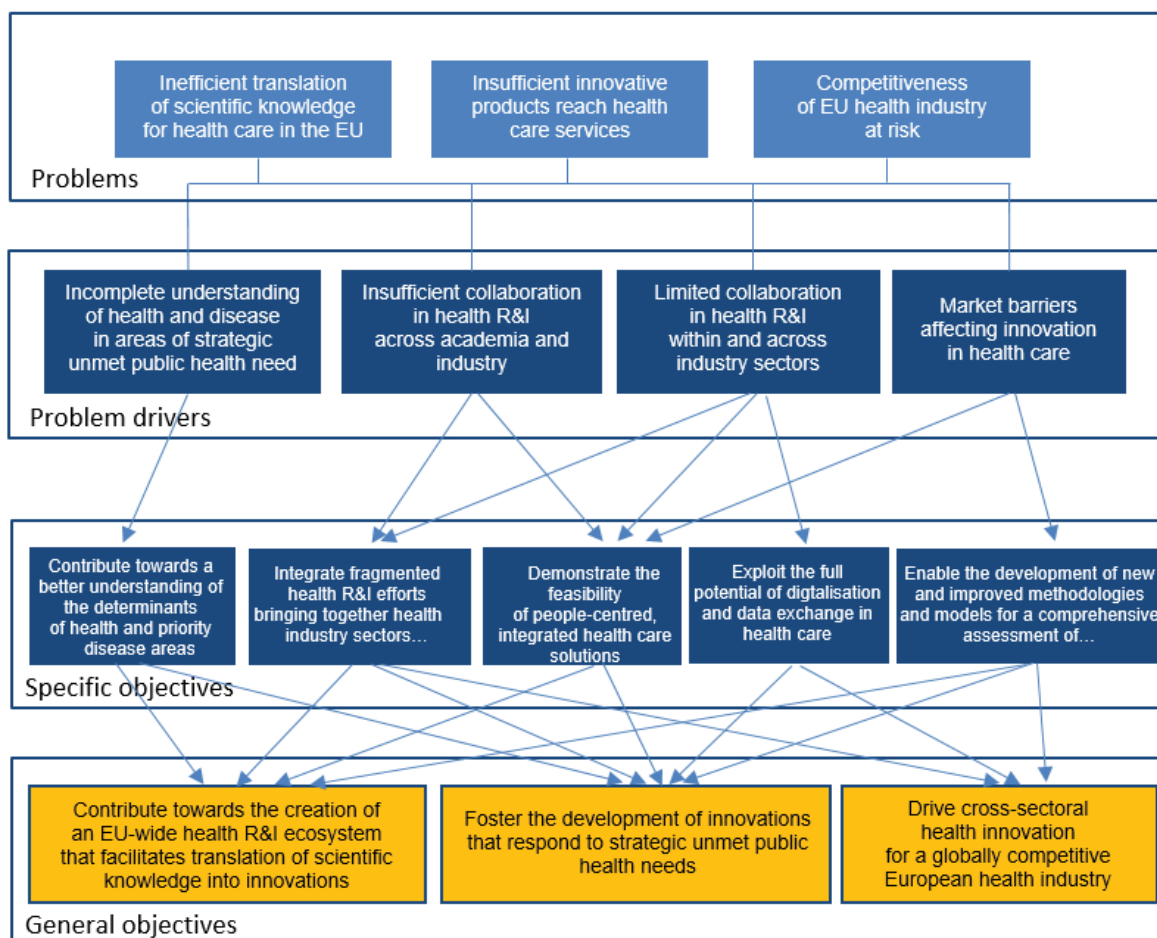 Inefficient translation
of scientific knowledge
for health care in the EU
Insufficient innovative
products reach health
care services
Competitiveness
of EU health industry
at risk
Problems
Incomplete understanding
of health and disease
in areas of strategic
unmet public health need
Insufficient collaboration
in health R&I
across academia and
industry
Limited collaboration
in health R&I
within and across
industry sectors
Market barriers
affecting innovation
in health care
Problem drivers
Contribute towards a
better understanding of
the determinants
of health and priority
disease areas
Integrate fragmented
health R&I efforts
bringing together health
industry sectors...
Demonstrate the
feasibility
of people-centred,
integrated health care
solutions
Exploit the full
potential of digitalisation
and data exchange in
health care
Enable the development of new
and improved methodologies
and models for a comprehensive
assessment of...
Specific objectives
Contribute towards the creation of
an EU-wide health R&I ecosystem
that facilitates translation of scientific
knowledge into innovations
Foster the development of innovations
that respond to strategic unmet public
health needs
Drive cross-sectoral
health innovation
for a globally competitive
European health industry
General objectives